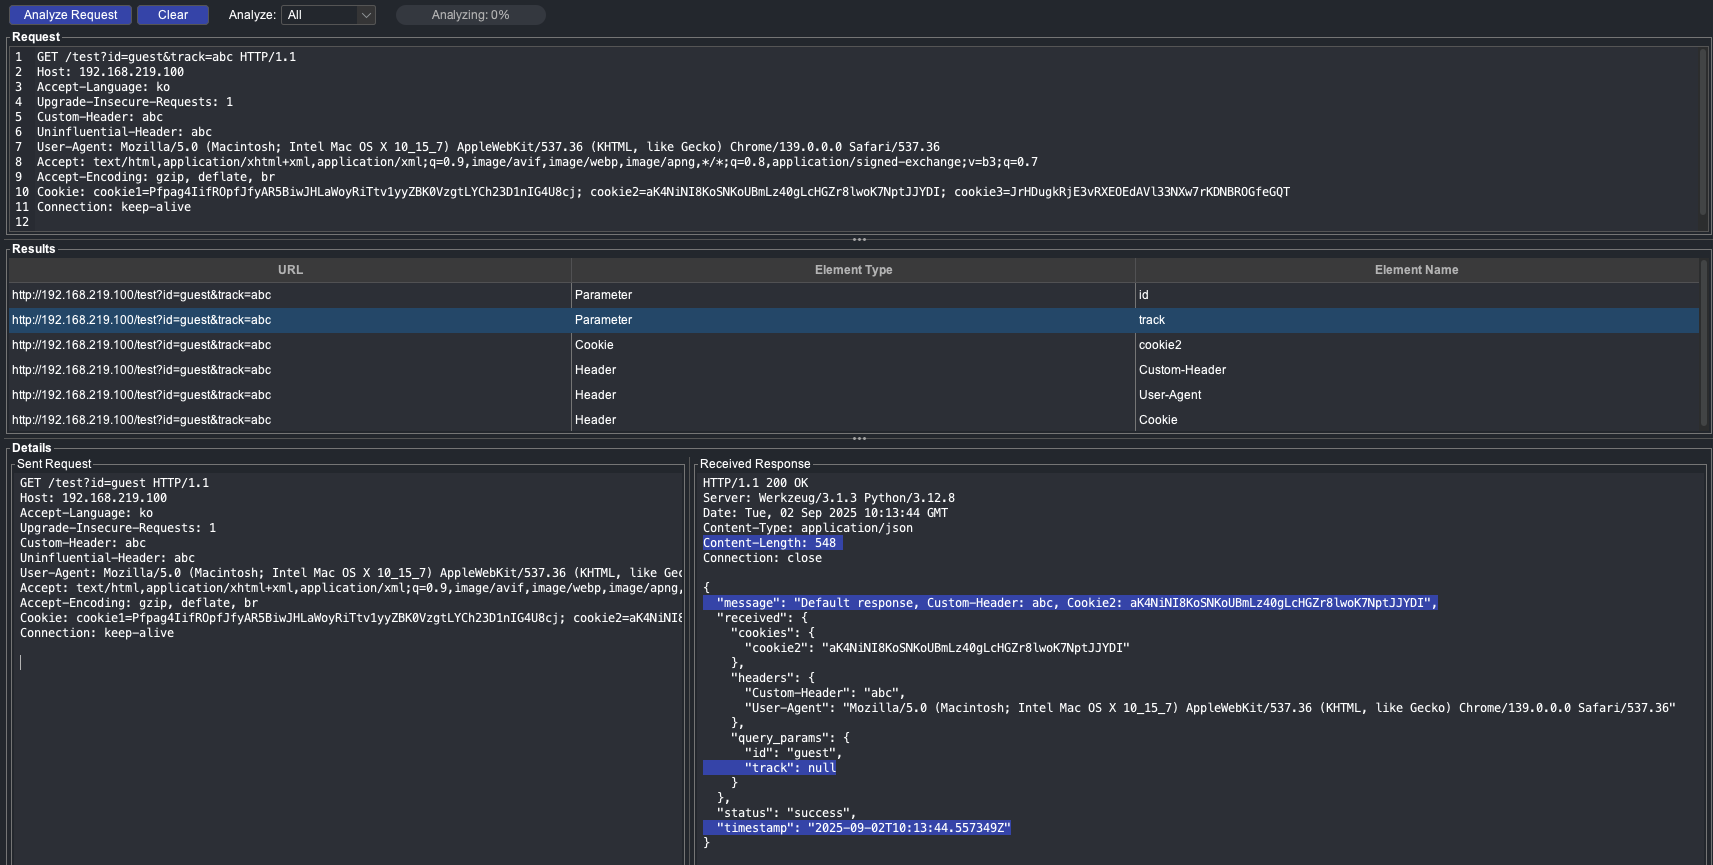 Analyze Request Clear Analyze: All Analyzing: 0%
Request
1 GET /test?id=guest&track=abc HTTP/1.1
2 Host: 192.168.219.100
3 Accept-Language: ko
4 Upgrade-Insecure-Requests: 1
5 Custom-Header: abc
6 Uninfluential-Header: abc
7 User-Agent: Mozilla/5.0 (Macintosh; Intel Mac OS X 10_15_7) AppleWebKit/537.36 (KHTML, like Gecko) Chrome/139.0.0.0 Safari/537.36
8 Accept: text/html,application/xhtml+xml,application/xml;q=0.9,image/avif,image/webp,image/apng,*/*;q=0.8,application/signed-exchange;v=b3;q=0.7
9 Accept-Encoding: gzip, deflate, br
10 Cookie: cookie1=Pfpag4IifROpfJfyAR5BiwJHLaWoyRiTtv1yyZBK0VzgtLYCh23D1nIG4U8cj; cookie2=aK4NiNI8KoSNKoUBmLz40gLcHGZr8lwoK7NptJJYDI; cookie3=JrHDugkRjE3vRXEOEdAVl33NXw7rKDNBROGfeGQT
11 Connection: keep-alive
12
Results
URL Element Type Element Name
http://192.168.219.100/test?id=guest&track=abc Parameter id
http://192.168.219.100/test?id=guest&track=abc Parameter track
http://192.168.219.100/test?id=guest&track=abc Cookie cookie2
http://192.168.219.100/test?id=guest&track=abc Header Custom-Header
http://192.168.219.100/test?id=guest&track=abc Header User-Agent
http://192.168.219.100/test?id=guest&track=abc Header Cookie
Details
Sent Request
GET /test?id=guest HTTP/1.1
Host: 192.168.219.100
Accept-Language: ko
Upgrade-Insecure-Requests: 1
Custom-Header: abc
Uninfluential-Header: abc
User-Agent: Mozilla/5.0 (Macintosh; Intel Mac OS X 10_15_7) AppleWebKit/537.36 (KHTML, like Gec
Accept: text/html,application/xhtml+xml,application/xml;q=0.9,image/avif,image/webp,image/apng,
Accept-Encoding: gzip, deflate, br
Cookie: cookie1=Pfpag4IifROpfJfyAR5BiwJHLaWoyRiTtv1yyZBK0VzgtLYCh23D1nIG4U8cj; cookie2=aK4NiNI8
Connection: keep-alive
Received Response
HTTP/1.1 200 OK
Server: Werkzeug/3.1.3 Python/3.12.8
Date: Tue, 02 Sep 2025 10:13:44 GMT
Content-Type: application/json
Content-Length: 548
Connection: close
{
"message": "Default response, Custom-Header: abc, Cookie2: aK4NiNI8KoSNKoUBmLz40gLcHGZr8lwoK7NptJJYDI",
"received": {
"cookies": {
"cookie2": "aK4NiNI8KoSNKoUBmLz40gLcHGZr8lwoK7NptJJYDI"
},
"headers": {
"Custom-Header": "abc",
"User-Agent": "Mozilla/5.0 (Macintosh; Intel Mac OS X 10_15_7) AppleWebKit/537.36 (KHTML, like Gecko) Chrome/139.0.0.0 Safari/537.36"
},
"query_params": {
"id": "guest",
"track": null
}
},
"status": "success",
"timestamp": "2025-09-02T10:13:44.557349Z"
}